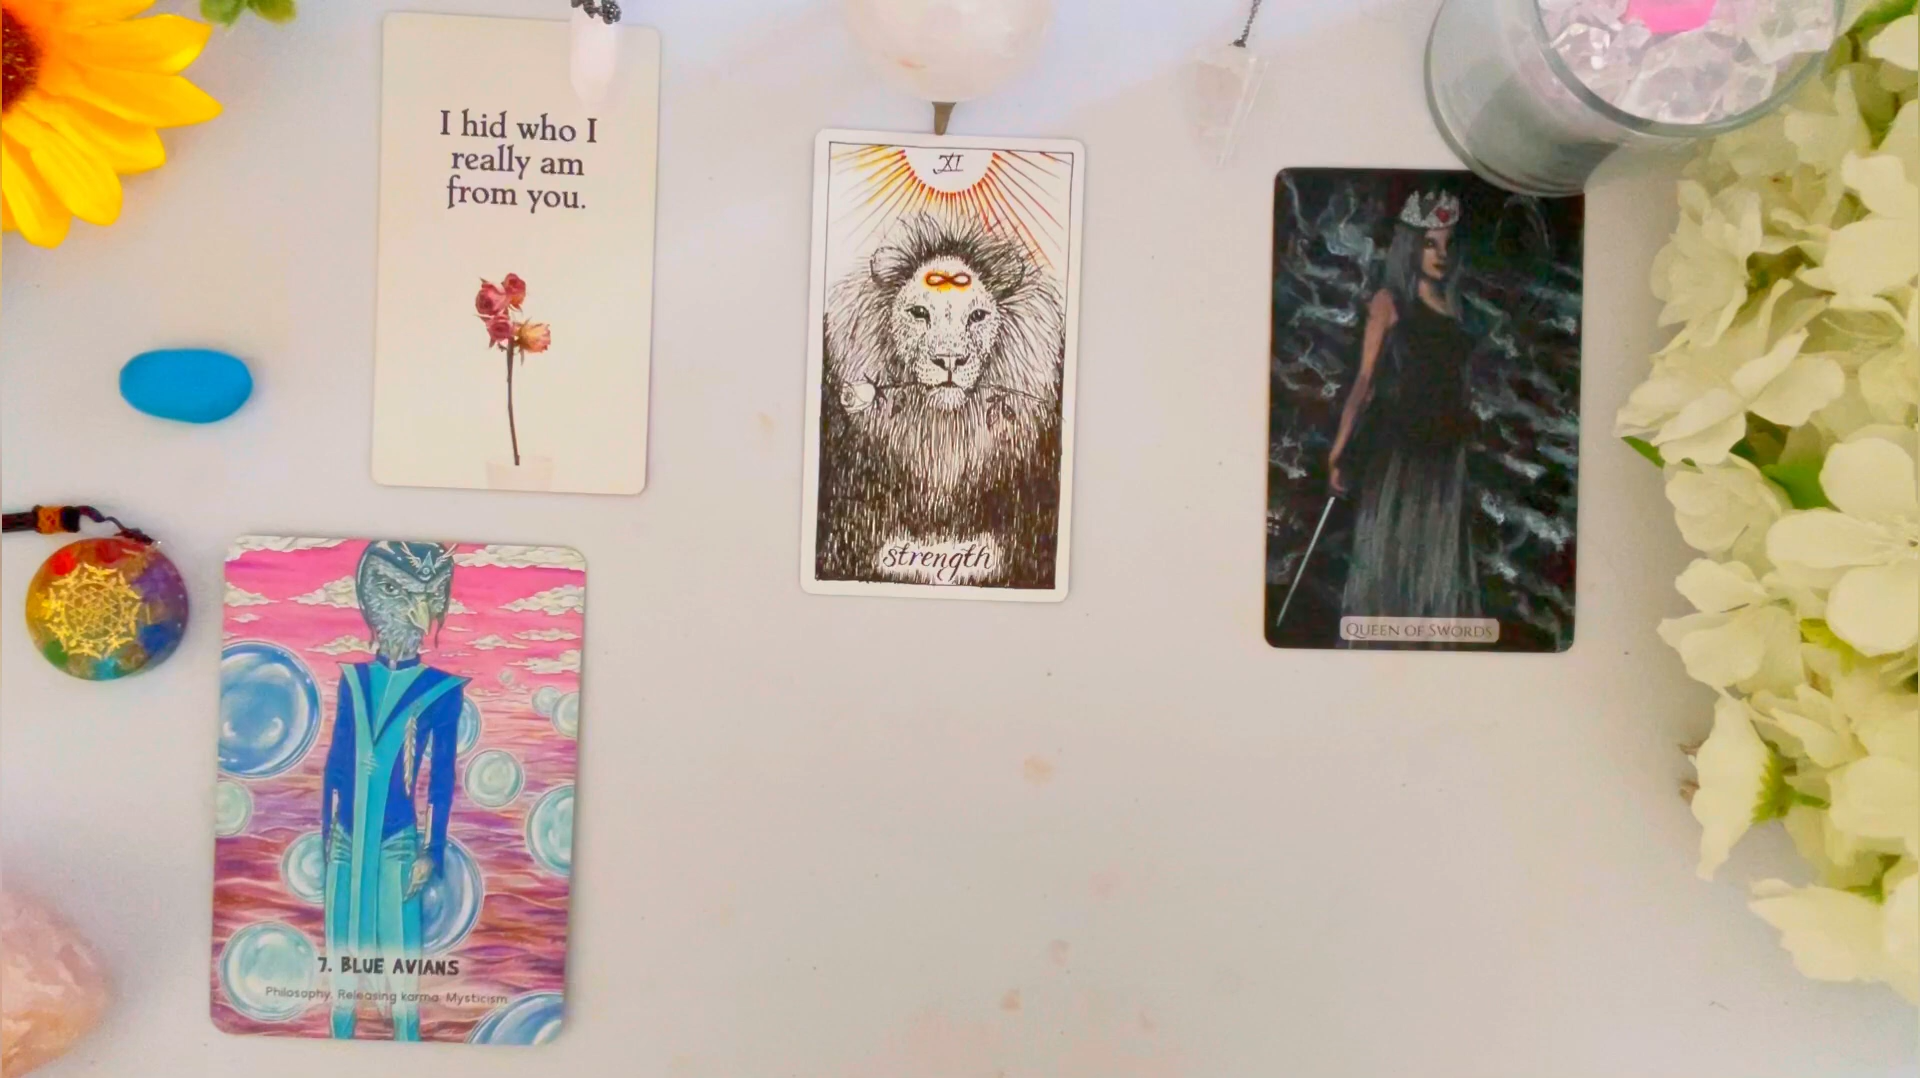 I hid who I
really am
from you.
XI
strength
QUEEN OF SWORDS
7. BLUE AVIANS
Philosophy. Releasing karma. Mysticism